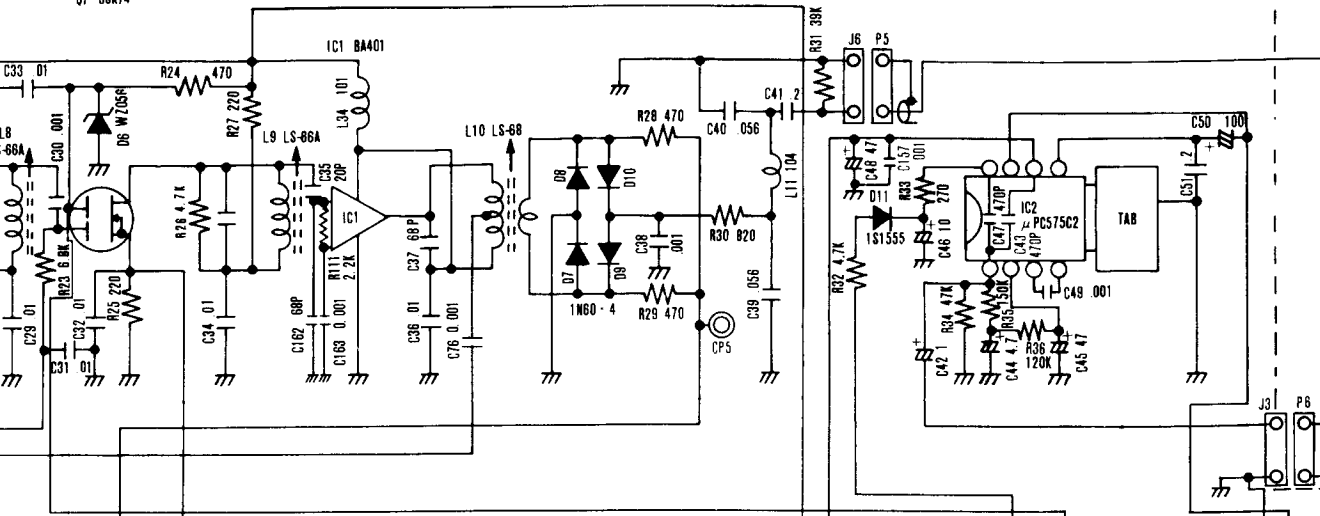 Q7
C33 .01
R24 470
D6 WZ056
C30 .001
L8
S-66A
R27 220
L9 LS-66A
IC1 BA401
L34 101
C35 20P
IC1
R26 4.7K
R111 2.2K
R23 6.8K
R25 220
C29 .01
C31 .01
C32 .01
C34 .01
C162 68P
C163 0.001
C37 68P
C36 .01
C76 0.001
L10 LS-68
D8
D10
D7
D9
1N60·4
R28 470
R29 470
C38 .001
R30 820
CP5
C40 .056
C41 .2
L11 104
C39 .056
R31 39K
J6
P5
C48 47
C157 .001
R33 270
D11
1S1555
C46 10
R32 4.7K
470P
C47
C43
470P
IC2
μPC575C2
TAB
C49 .001
C50 100
C51 .2
R34 47K
R35 150K
C42 1
C44 4.7
R36
120K
C45 47
J3
P6